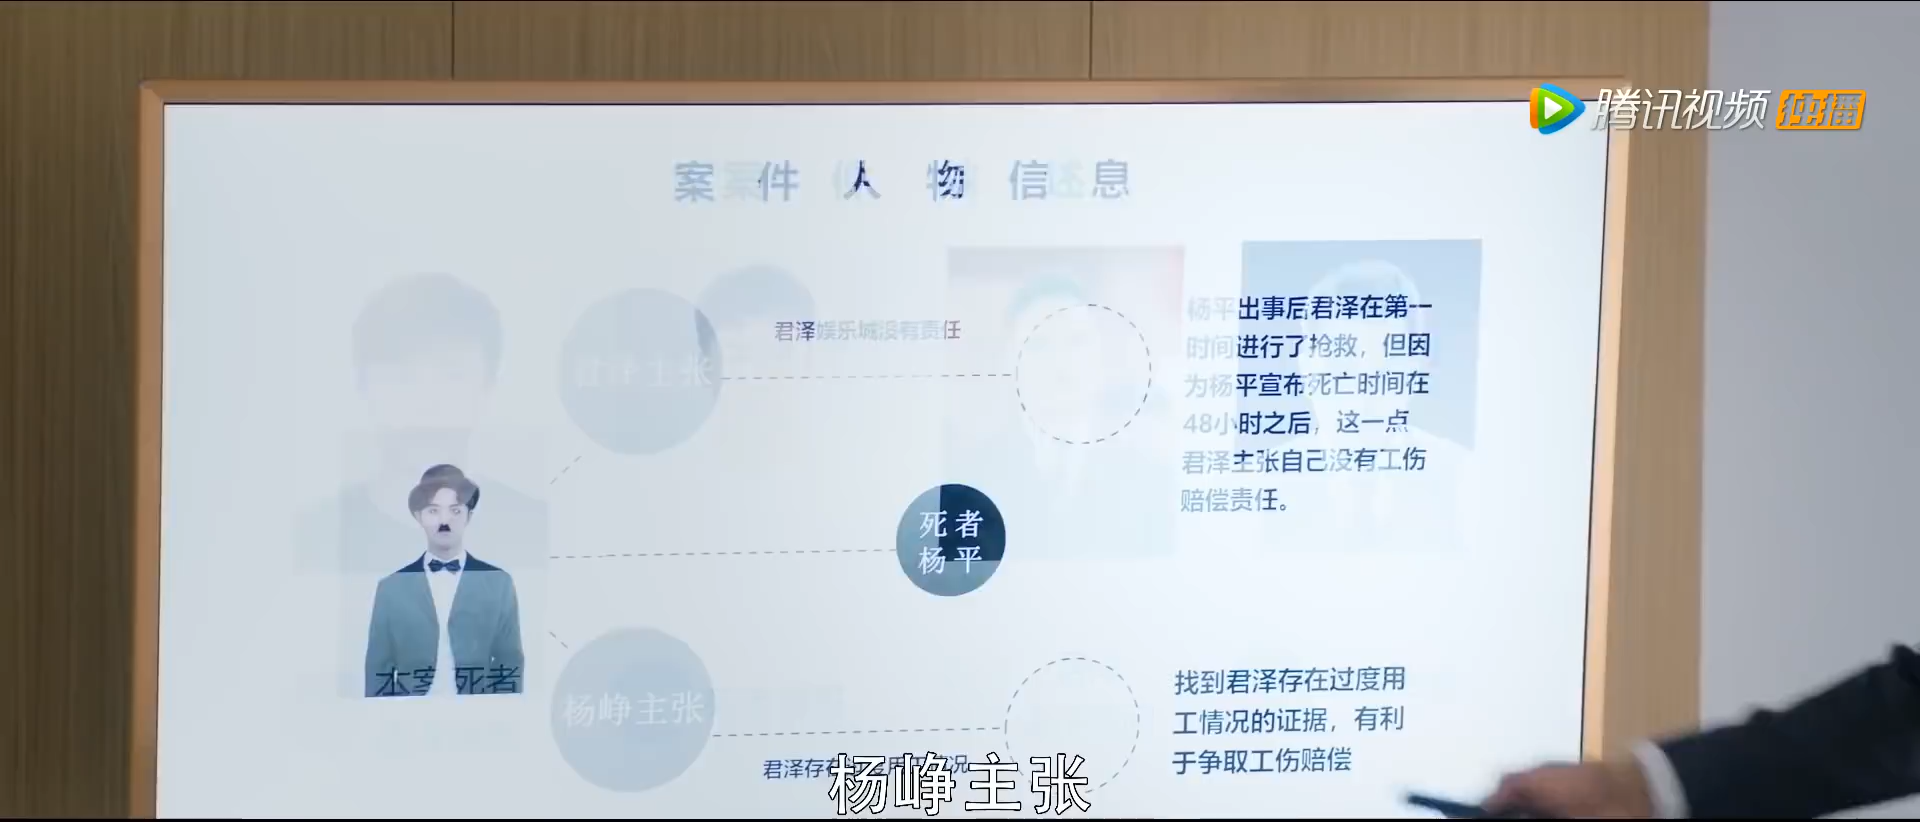 腾讯视频 独播
案件人物信息
君泽主张
君泽娱乐城没有责任
杨平出事后君泽在第一
时间进行了抢救，但因
为杨平宣布死亡时间在
48小时之后，这一点
君泽主张自己没有工伤
赔偿责任。
死者
杨平
本案死者
杨峥主张
找到君泽存在过度用
工情况的证据，有利
于争取工伤赔偿
君泽存在
杨峥主张